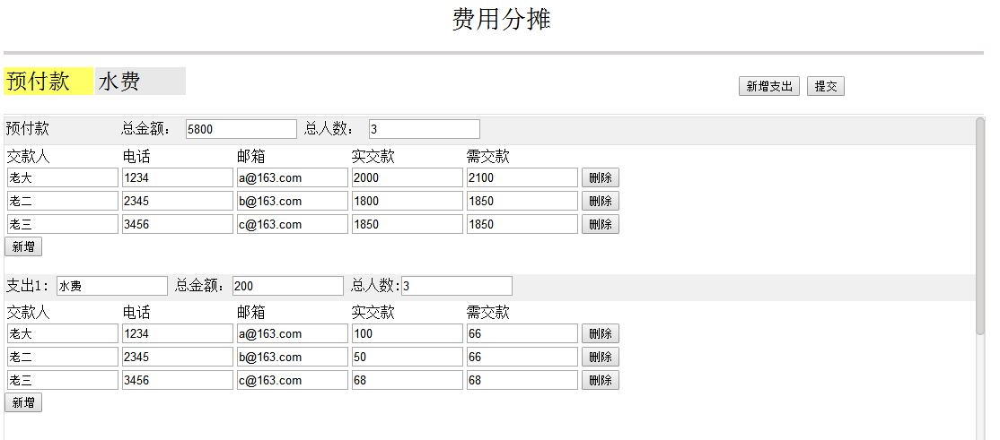 费用分摊
预付款 水费 新增支出 提交
预付款 总金额： 5800 总人数： 3
交款人 电话 邮箱 实交款 需交款
老大 1234 a@163.com 2000 2100 删除
老二 2345 b@163.com 1800 1850 删除
老三 3456 c@163.com 1850 1850 删除
新增
支出1: 水费 总金额：200 总人数:3
交款人 电话 邮箱 实交款 需交款
老大 1234 a@163.com 100 66 删除
老二 2345 b@163.com 50 66 删除
老三 3456 c@163.com 68 68 删除
新增